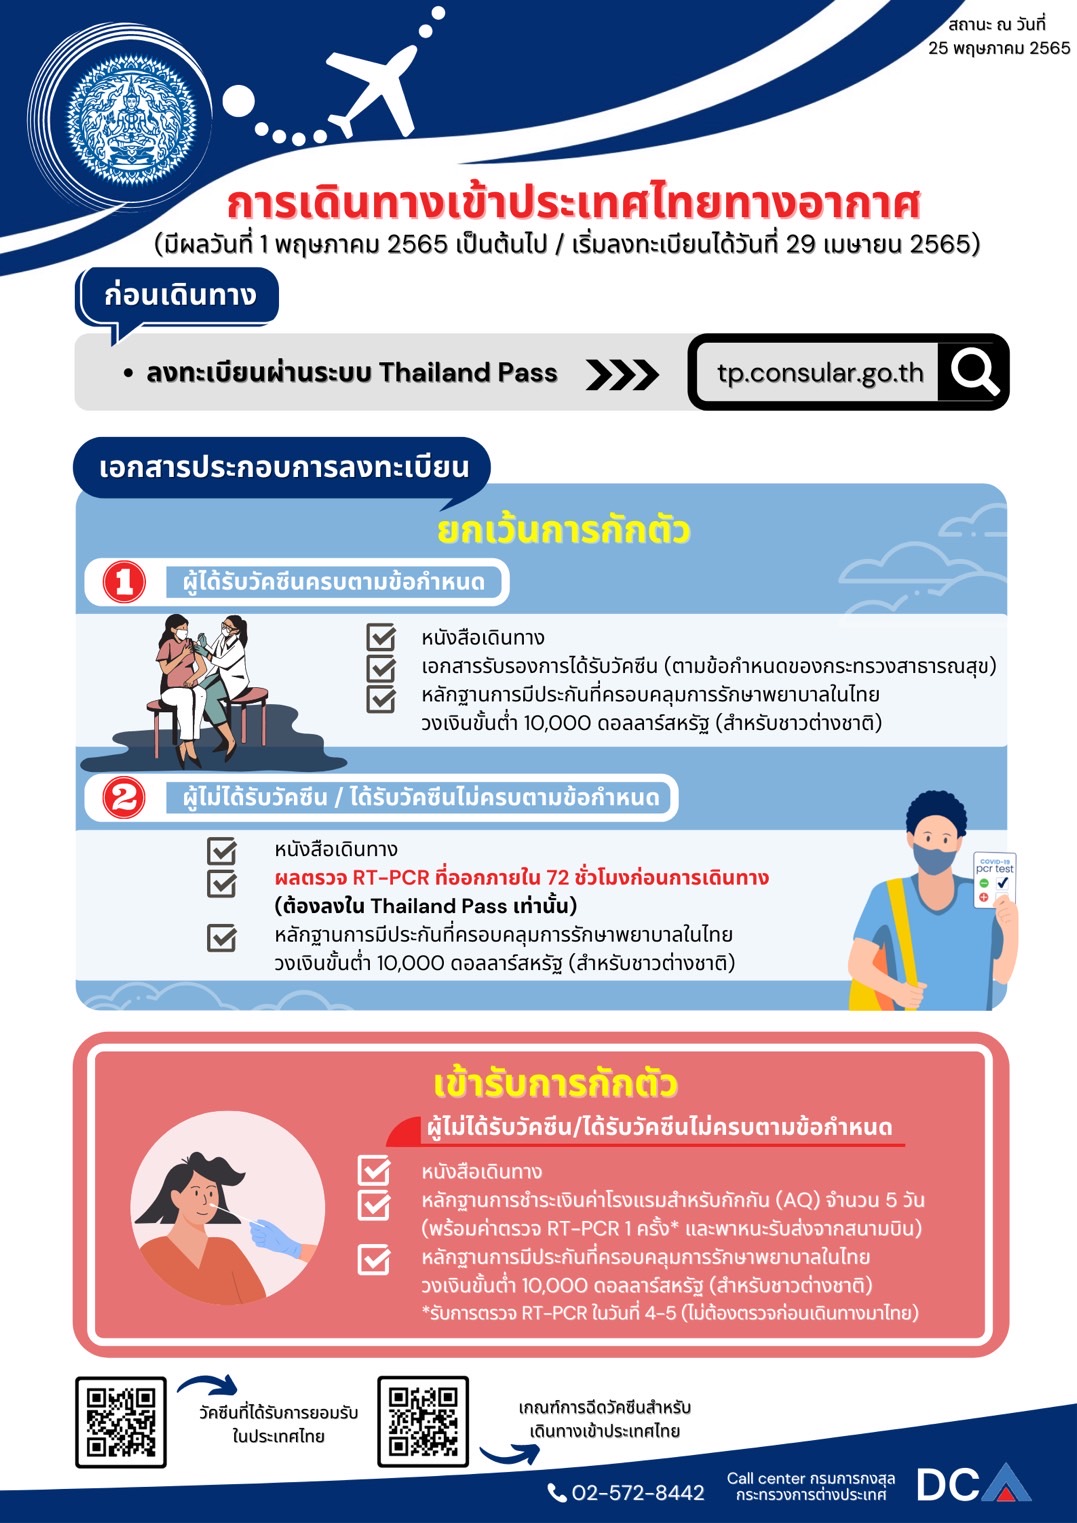 สถานะ ณ วันที่
25 พฤษภาคม 2565
การเดินทางเข้าประเทศไทยทางอากาศ
(มีผลวันที่ 1 พฤษภาคม 2565 เป็นต้นไป / เริ่มลงทะเบียนได้วันที่ 29 เมษายน 2565)
ก่อนเดินทาง
• ลงทะเบียนผ่านระบบ Thailand Pass
tp.consular.go.th
เอกสารประกอบการลงทะเบียน
ยกเว้นการกักตัว
1 ผู้ได้รับวัคซีนครบตามข้อกำหนด
หนังสือเดินทาง
เอกสารรับรองการได้รับวัคซีน (ตามข้อกำหนดของกระทรวงสาธารณสุข)
หลักฐานการมีประกันที่ครอบคลุมการรักษาพยาบาลในไทย
วงเงินขั้นต่ำ 10,000 ดอลลาร์สหรัฐ (สำหรับชาวต่างชาติ)
2 ผู้ไม่ได้รับวัคซีน / ได้รับวัคซีนไม่ครบตามข้อกำหนด
หนังสือเดินทาง
ผลตรวจ RT-PCR ที่ออกภายใน 72 ชั่วโมงก่อนการเดินทาง
(ต้องลงใน Thailand Pass เท่านั้น)
หลักฐานการมีประกันที่ครอบคลุมการรักษาพยาบาลในไทย
วงเงินขั้นต่ำ 10,000 ดอลลาร์สหรัฐ (สำหรับชาวต่างชาติ)
COVID-19
pcr test
เข้ารับการกักตัว
ผู้ไม่ได้รับวัคซีน/ได้รับวัคซีนไม่ครบตามข้อกำหนด
หนังสือเดินทาง
หลักฐานการชำระเงินค่าโรงแรมสำหรับกักกัน (AQ) จำนวน 5 วัน
(พร้อมค่าตรวจ RT-PCR 1 ครั้ง* และพาหนะรับส่งจากสนามบิน)
หลักฐานการมีประกันที่ครอบคลุมการรักษาพยาบาลในไทย
วงเงินขั้นต่ำ 10,000 ดอลลาร์สหรัฐ (สำหรับชาวต่างชาติ)
*รับการตรวจ RT-PCR ในวันที่ 4-5 (ไม่ต้องตรวจก่อนเดินทางมาไทย)
วัคซีนที่ได้รับการยอมรับ
ในประเทศไทย
เกณฑ์การฉีดวัคซีนสำหรับ
เดินทางเข้าประเทศไทย
02-572-8442
Call center กรมการกงสุล
กระทรวงการต่างประเทศ
DCA